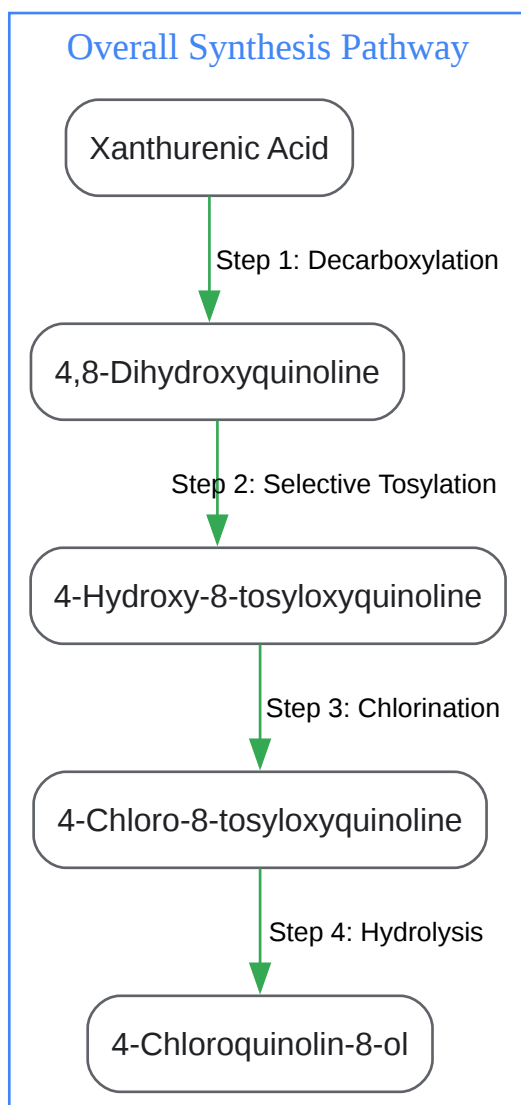 Overall Synthesis Pathway
Xanthurenic Acid
Step 1: Decarboxylation
4,8-Dihydroxyquinoline
Step 2: Selective Tosylation
4-Hydroxy-8-tosyloxyquinoline
Step 3: Chlorination
4-Chloro-8-tosyloxyquinoline
Step 4: Hydrolysis
4-Chloroquinolin-8-ol